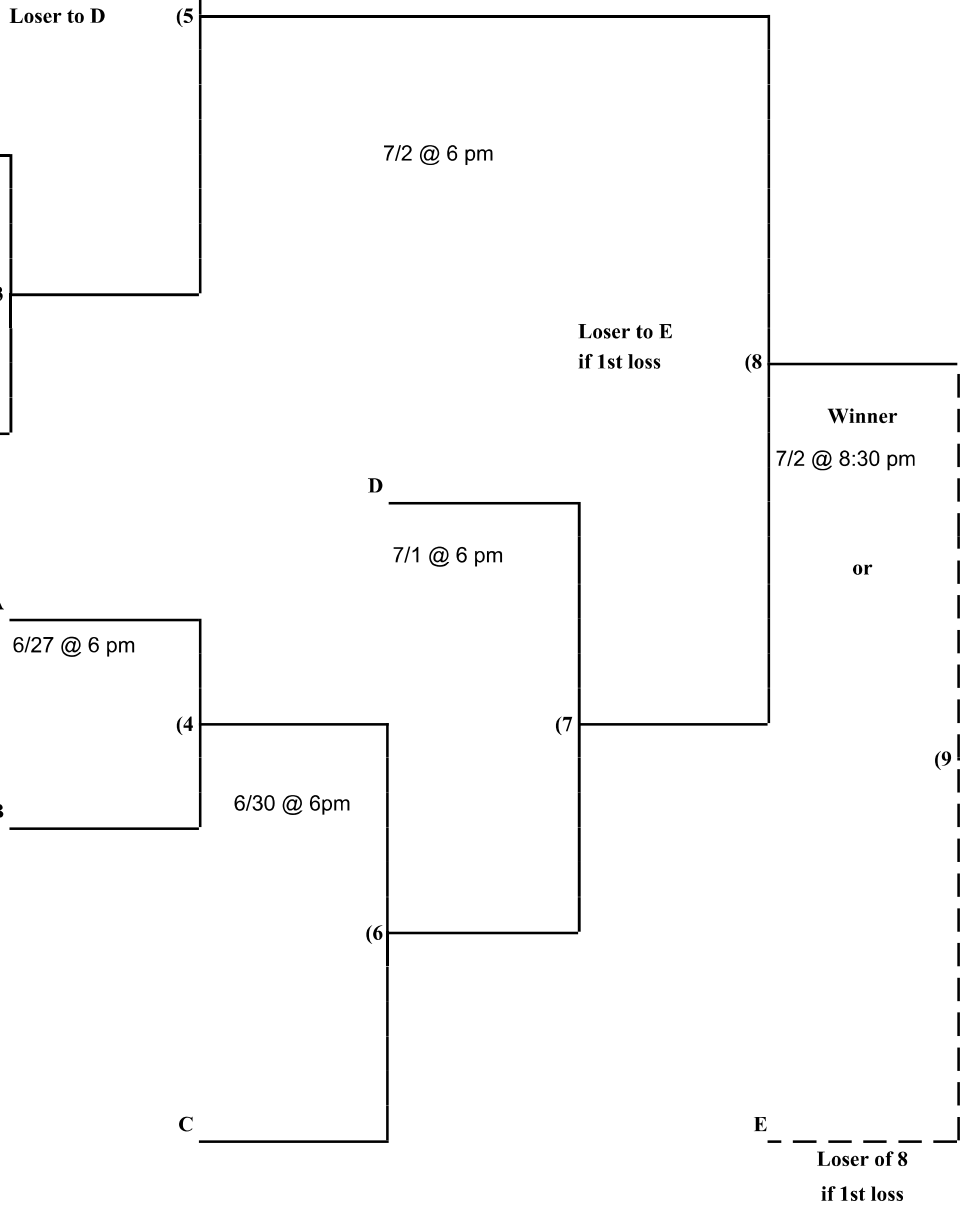 Loser to D (5
7/2 @ 6 pm
Loser to E
if 1st loss (8
Winner
7/2 @ 8:30 pm
D
7/1 @ 6 pm
or
6/27 @ 6 pm
(4 (7
(9
6/30 @ 6pm
(6
C E
Loser of 8
if 1st loss